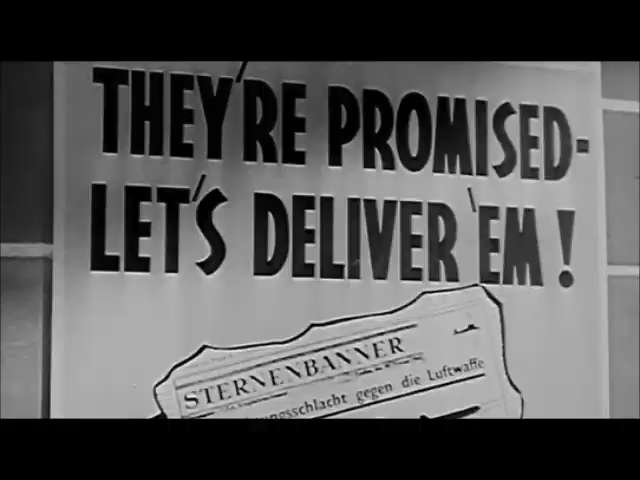 THEY'RE PROMISED-
LET'S DELIVER 'EM!
STERNENBANNER
gegen die Luftwaffe